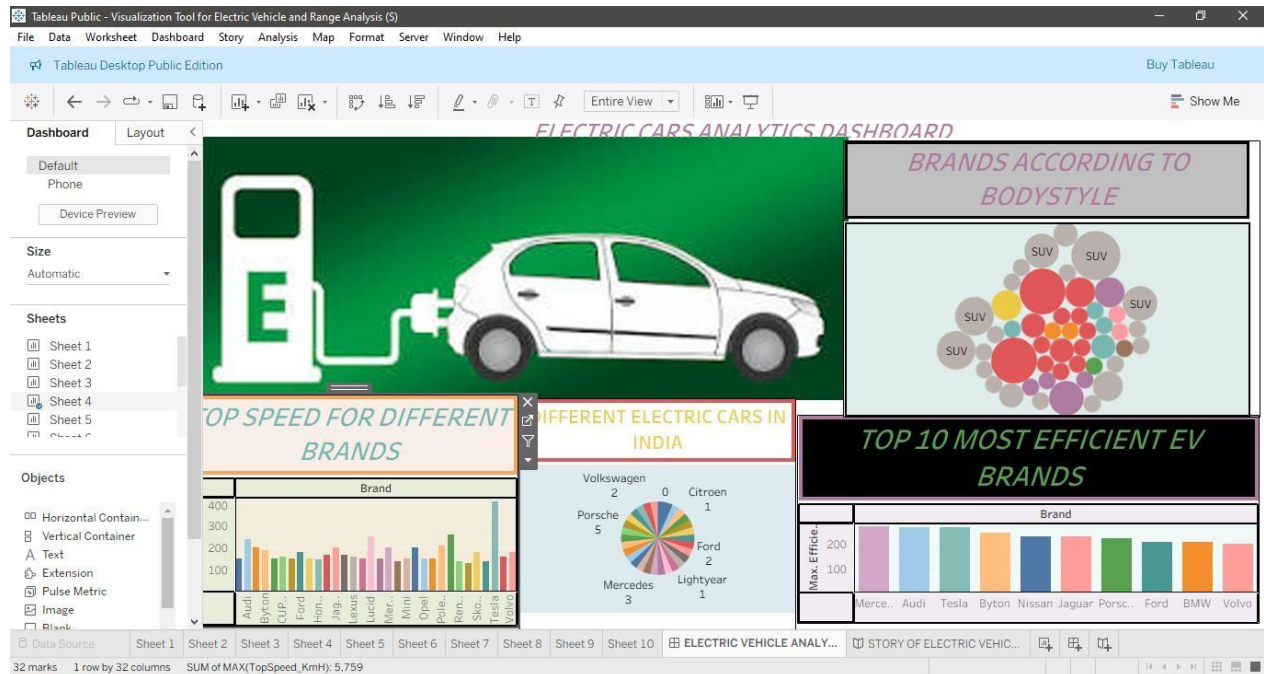 Tableau Public - Visualization Tool for Electric Vehicle and Range Analysis (S)
File Data Worksheet Dashboard Story Analysis Map Format Server Window Help
Tableau Desktop Public Edition
Buy Tableau
Entire View
Show Me
Dashboard Layout
Default
Phone
Device Preview
Size
Automatic
Sheets
Sheet 1
Sheet 2
Sheet 3
Sheet 4
Sheet 5
Objects
Horizontal Contain...
Vertical Container
Text
Extension
Pulse Metric
Image
Blank
ELECTRIC CARS ANALYTICS DASHBOARD
E
BRANDS ACCORDING TO
BODYSTYLE
SUV
SUV
SUV
SUV
SUV
OP SPEED FOR DIFFERENT
BRANDS
Brand
400
300
200
100
Audi
Byton
CUP..
Ford
Hon..
Jag..
Lexus
Lucid
Mer..
Mini
Opel
Pole..
Ren..
Sko..
Tesla
Volvo
DIFFERENT ELECTRIC CARS IN
INDIA
Volkswagen
2
0
Citroen
1
Porsche
5
Ford
2
Mercedes
3
Lightyear
1
TOP 10 MOST EFFICIENT EV
BRANDS
Brand
Max. Efficie..
200
100
Merce.. Audi Tesla Byton Nissan Jaguar Porsc.. Ford BMW Volvo
Data Source Sheet 1 Sheet 2 Sheet 3 Sheet 4 Sheet 5 Sheet 6 Sheet 7 Sheet 8 Sheet 9 Sheet 10 ELECTRIC VEHICLE ANALY... STORY OF ELECTRIC VEHIC...
32 marks 1 row by 32 columns SUM of MAX(TopSpeed_KmH): 5,759